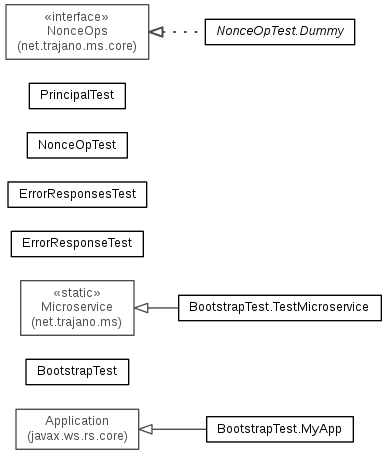 «interface»
NonceOps
(net.trajano.ms.core)
NonceOpTest.Dummy
PrincipalTest
NonceOpTest
ErrorResponsesTest
ErrorResponseTest
«static»
Microservice
(net.trajano.ms)
BootstrapTest.TestMicroservice
BootstrapTest
Application
(javax.ws.rs.core)
BootstrapTest.MyApp